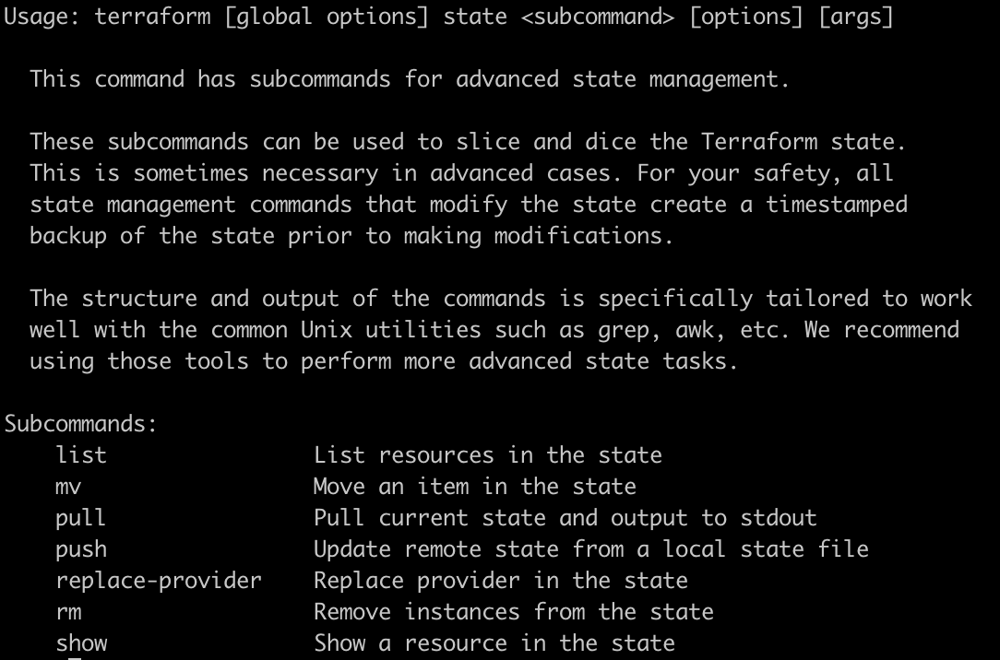 Usage: terraform [global options] state <subcommand> [options] [args]
This command has subcommands for advanced state management.
These subcommands can be used to slice and dice the Terraform state.
This is sometimes necessary in advanced cases. For your safety, all
state management commands that modify the state create a timestamped
backup of the state prior to making modifications.
The structure and output of the commands is specifically tailored to work
well with the common Unix utilities such as grep, awk, etc. We recommend
using those tools to perform more advanced state tasks.
Subcommands:
list                List resources in the state
mv                  Move an item in the state
pull                Pull current state and output to stdout
push                Update remote state from a local state file
replace-provider    Replace provider in the state
rm                  Remove instances from the state
show                Show a resource in the state